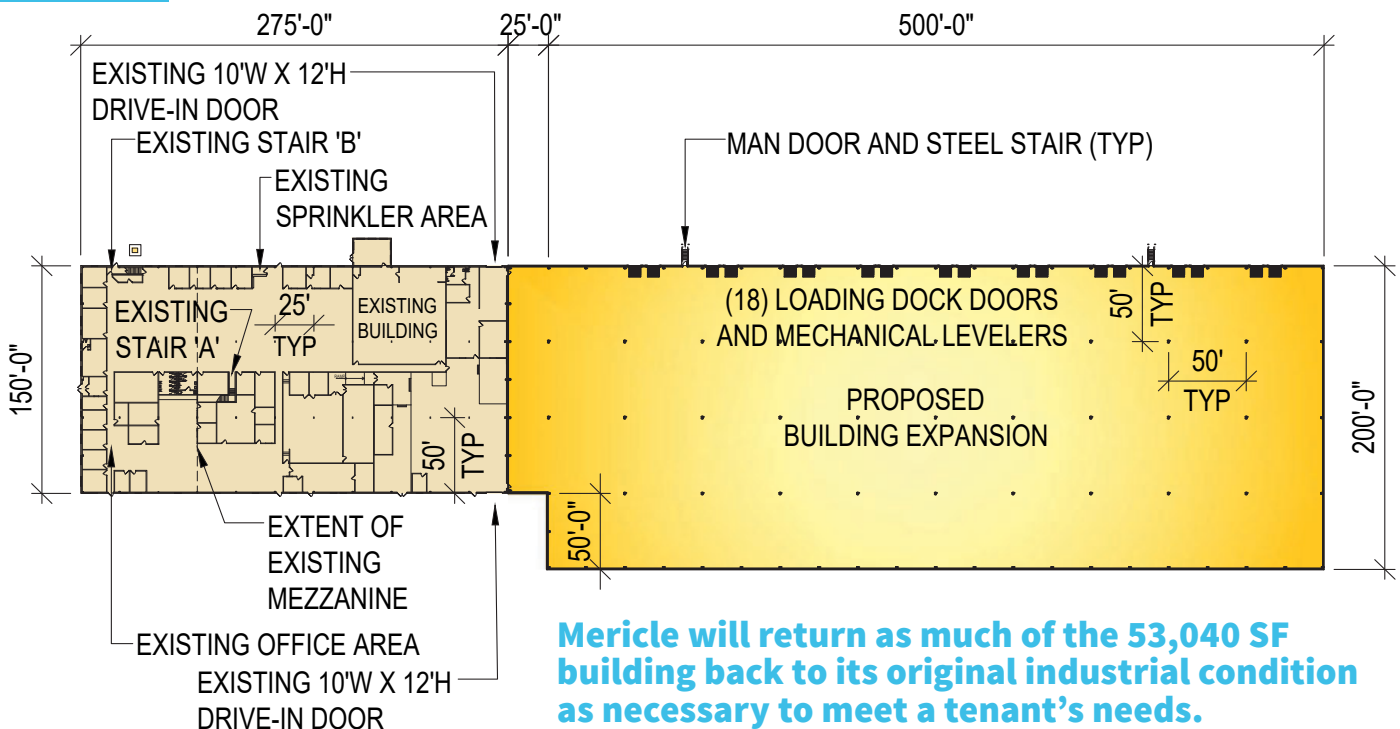 275'-0"
25'-0"
500'-0"
EXISTING 10'W X 12'H
DRIVE-IN DOOR
EXISTING STAIR 'B'
EXISTING
SPRINKLER AREA
MAN DOOR AND STEEL STAIR (TYP)
EXISTING
STAIR 'A'
25'
TYP
EXISTING
BUILDING
(18) LOADING DOCK DOORS
AND MECHANICAL LEVELERS
50'
TYP
50'
TYP
150'-0"
PROPOSED
BUILDING EXPANSION
200'-0"
50'
TYP
50'-0"
EXTENT OF
EXISTING
MEZZANINE
EXISTING OFFICE AREA
EXISTING 10'W X 12'H
DRIVE-IN DOOR
Mericle will return as much of the 53,040 SF
building back to its original industrial condition
as necessary to meet a tenant’s needs.